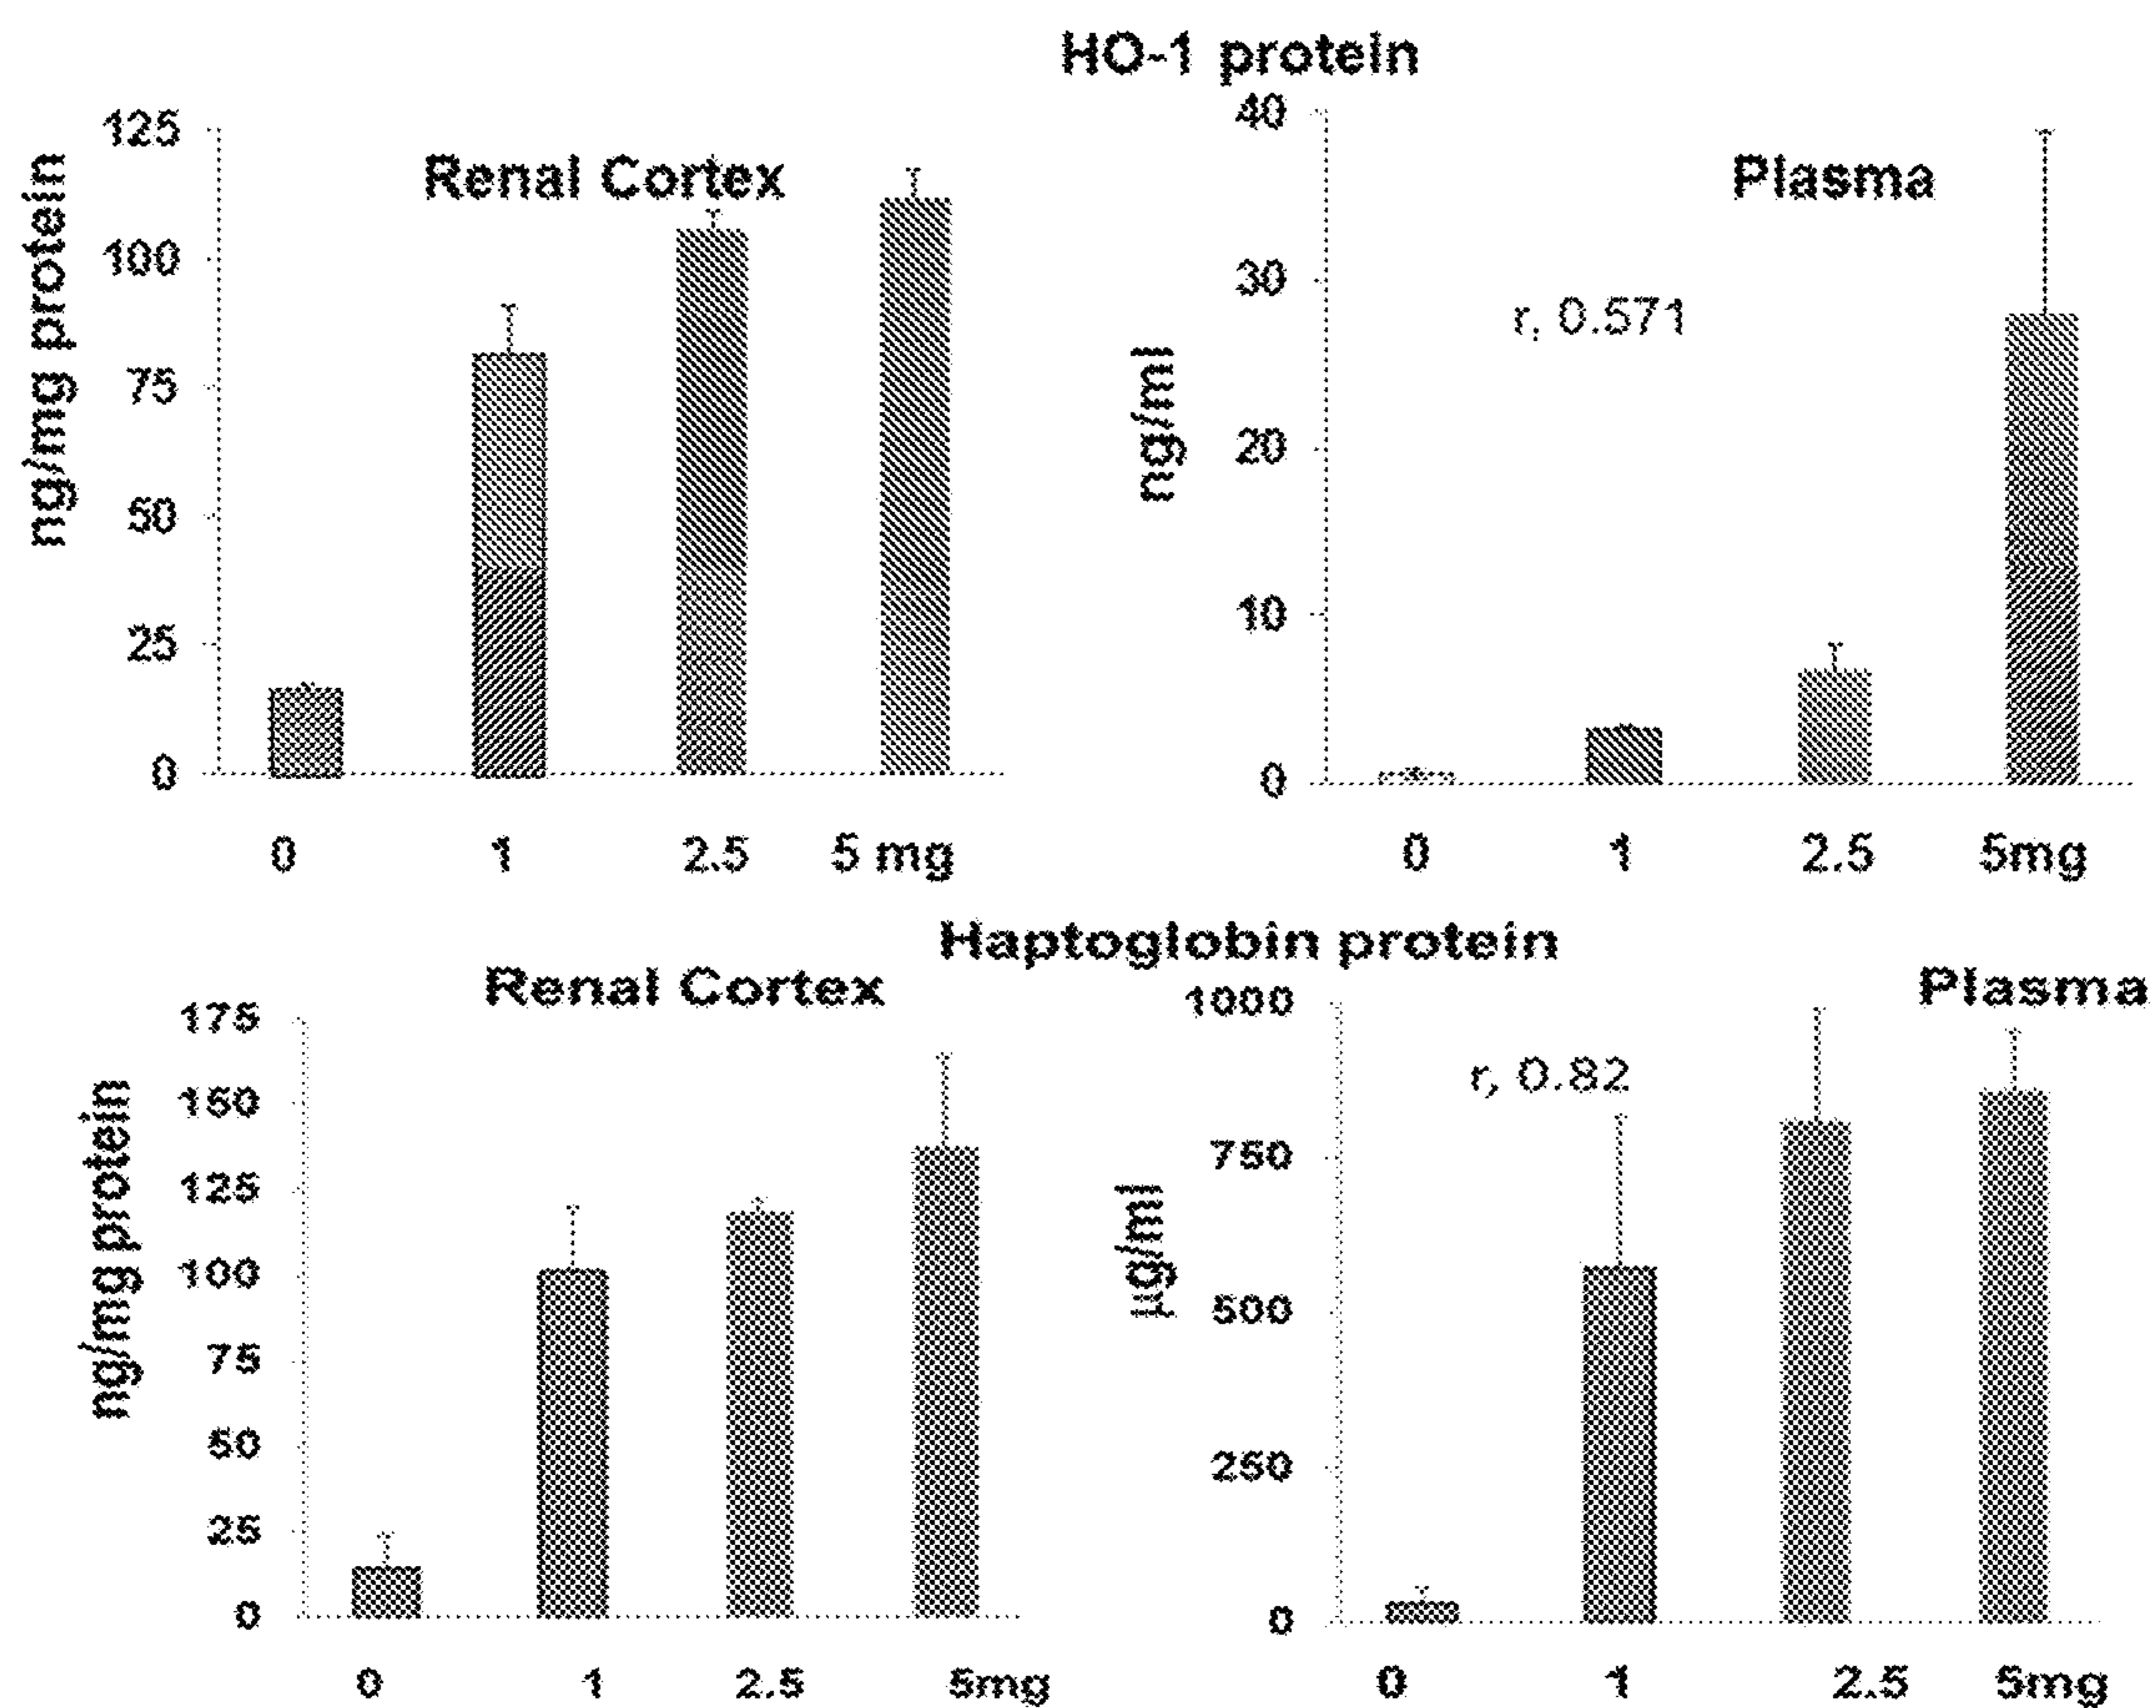 HO-1 protein
Renal Cortex
ng/mg protein
125
100
75
50
25
0
0 1 2.5 5 mg
Plasma
ng/ml
40
30
20
10
0
r, 0.571
0 1 2.5 5mg
Haptoglobin protein
Renal Cortex
ng/mg protein
175
150
125
100
75
50
25
0
0 1 2.5 5mg
Plasma
µg/ml
1000
750
500
250
0
r, 0.82
0 1 2.5 5mg